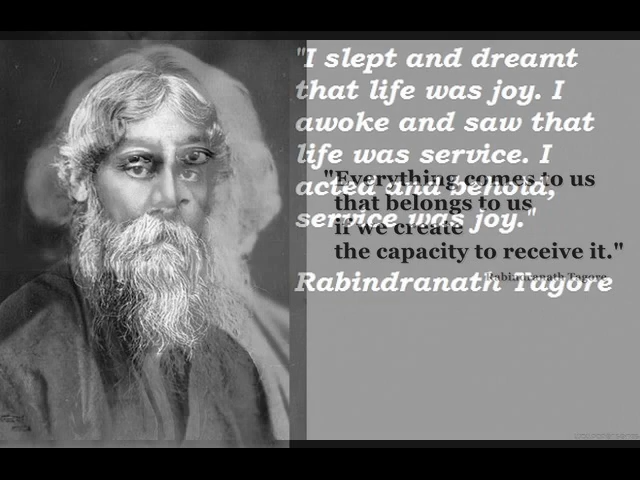 "I slept and dreamt
that life was joy. I
awoke and saw that
life was service. I
acted and behold,
service was joy."
Rabindranath Tagore
"Everything comes to us
that belongs to us
if we create
the capacity to receive it."
Rabindranath Tagore